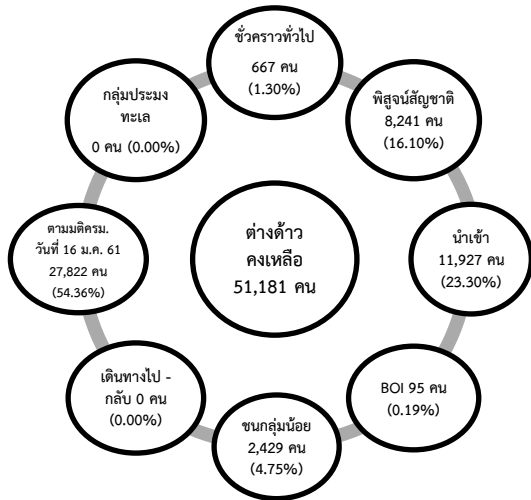 ชั่วคราวทั่วไป
667 คน
(1.30%)
พิสูจน์สัญชาติ
8,241 คน
(16.10%)
นำเข้า
11,927 คน
(23.30%)
BOI 95 คน
(0.19%)
ชนกลุ่มน้อย
2,429 คน
(4.75%)
เดินทางไป -
กลับ 0 คน
(0.00%)
ตามมติครม.
วันที่ 16 ม.ค. 61
27,822 คน
(54.36%)
กลุ่มประมง
ทะเล
0 คน (0.00%)
ต่างด้าว
คงเหลือ
51,181 คน